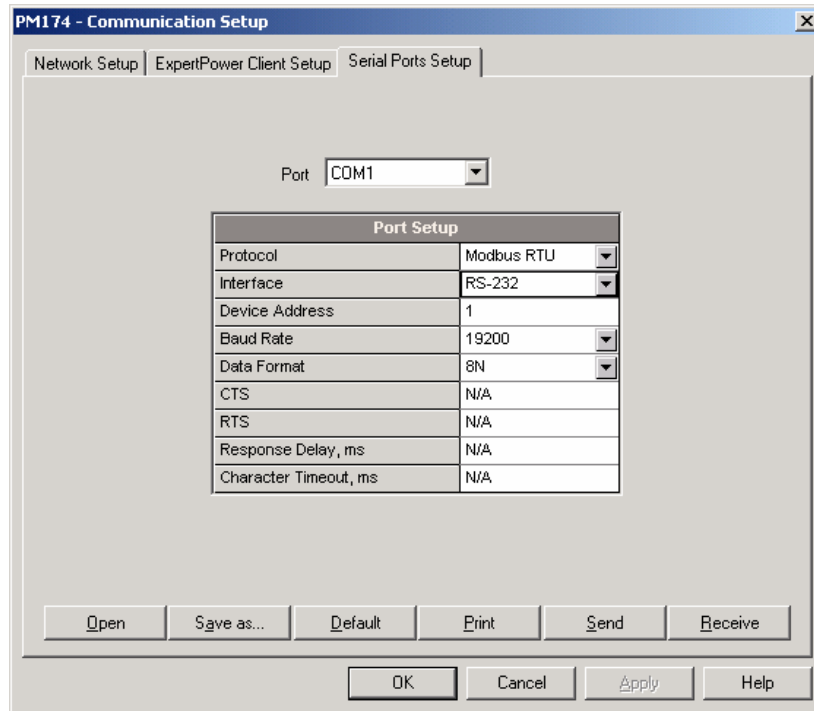 PM174 - Communication Setup
Network Setup ExpertPower Client Setup Serial Ports Setup
Port COM1
Port Setup
Protocol Modbus RTU
Interface RS-232
Device Address 1
Baud Rate 19200
Data Format 8N
CTS N/A
RTS N/A
Response Delay, ms N/A
Character Timeout, ms N/A
Open Save as... Default Print Send Receive
OK Cancel Apply Help